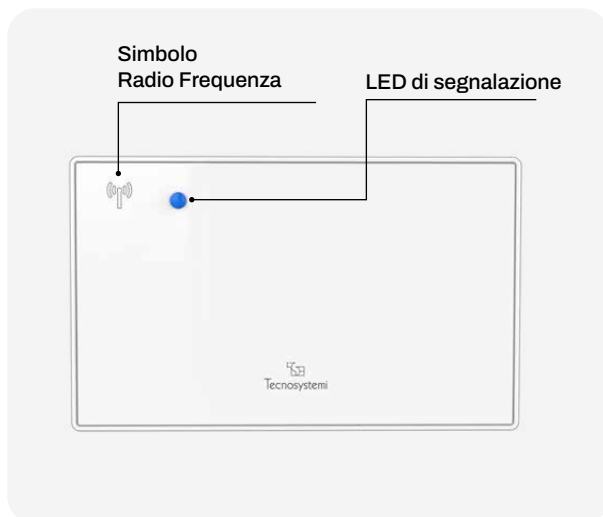 Simbolo
Radio Frequenza
LED di segnalazione
Tecnosystemi